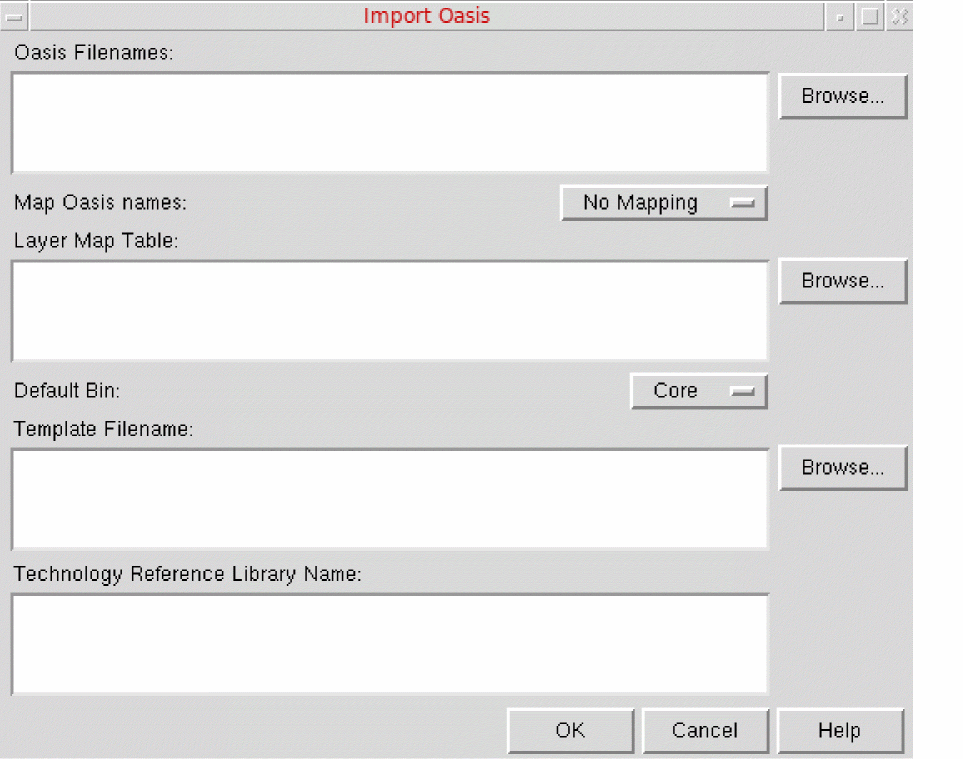 Import Oasis
Oasis Filenames:
Browse...
Map Oasis names:
No Mapping
Layer Map Table:
Browse...
Default Bin:
Core
Template Filename:
Browse...
Technology Reference Library Name:
OK
Cancel
Help